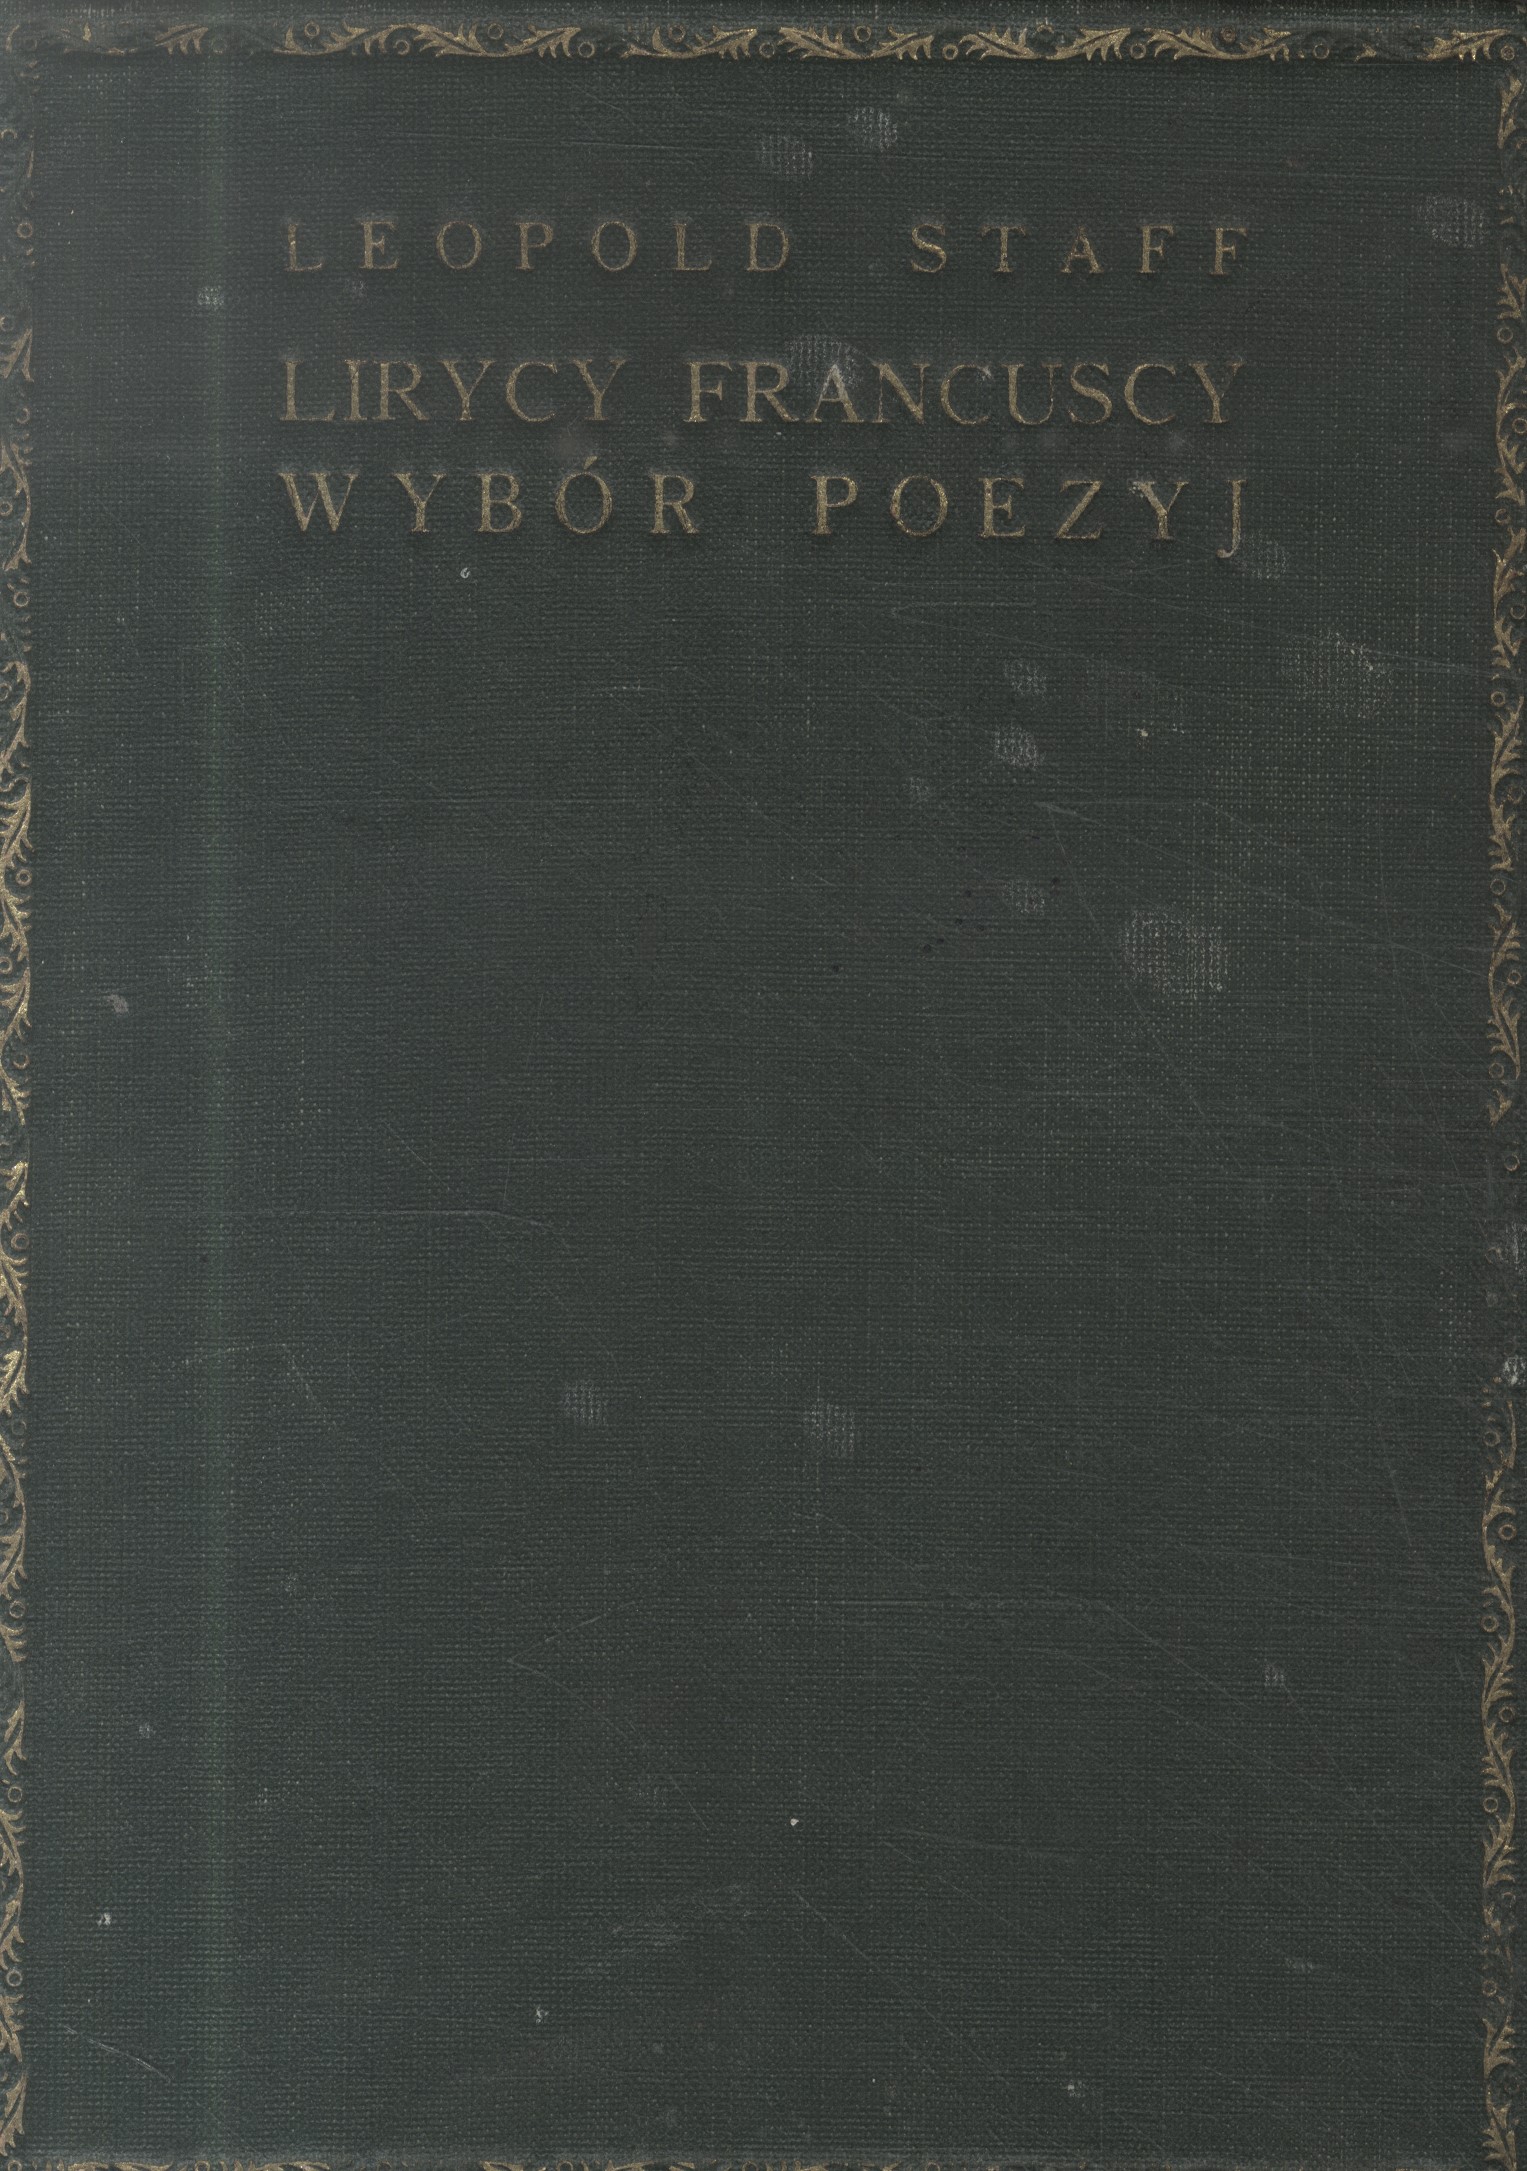 LEOPOLD STAFF
LIRYCY FRANCUSCY
WYBÓR POEZYJ